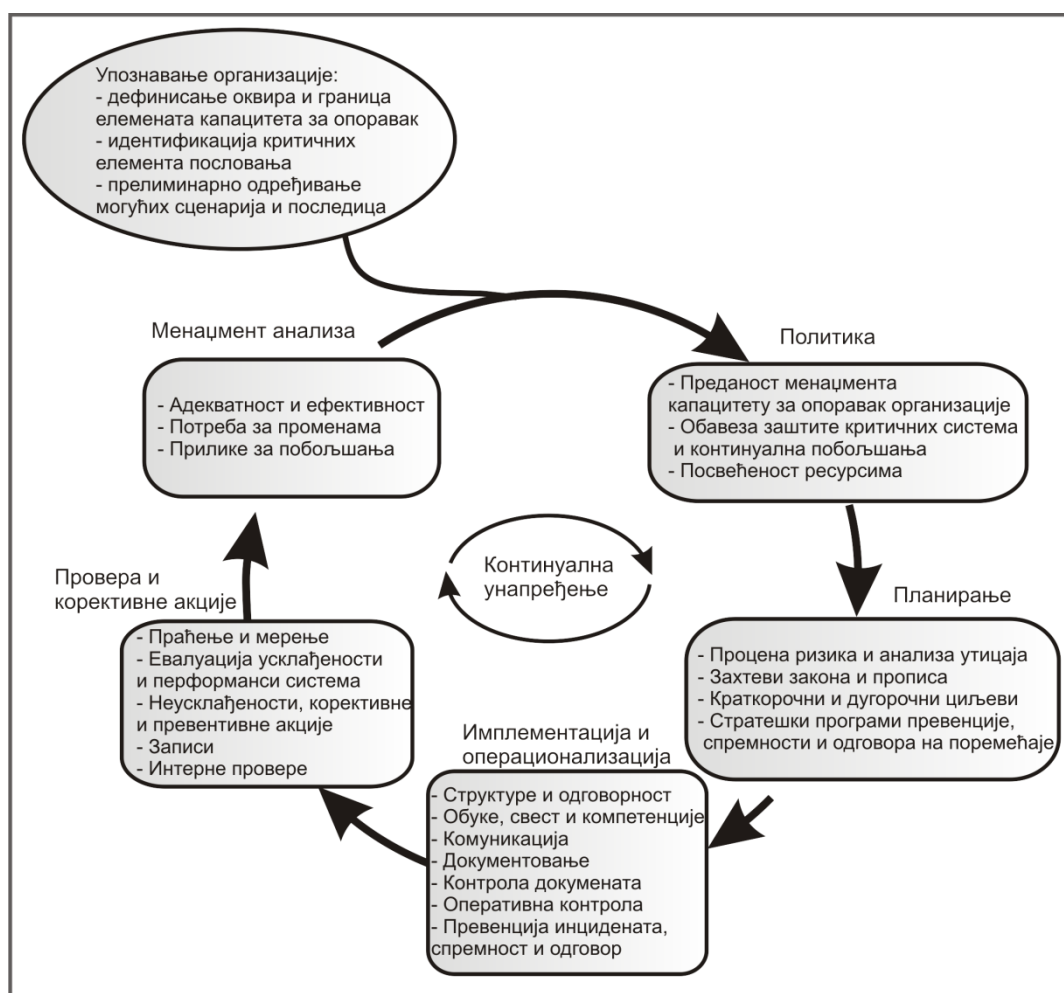 Упознавање организације:
- дефинисање оквира и граница
елемената капацитета за опоравак
- идентификација критичних
елемента пословања
- прелиминарно одређивање
могућих сценарија и последица
Менаџмент анализа
- Адекватност и ефективност
- Потреба за променама
- Прилике за побољшања
Политика
- Преданост менаџмента
капацитету за опоравак организације
- Обавеза заштите критичних система
и континуална побољшања
- Посвећеност ресурсима
Континуална
унапређење
Провера и
корективне акције
- Праћење и мерење
- Евалуација усклађености
и перформанси система
- Неусклађености, корективне
и превентивне акције
- Записи
- Интерне провере
Планирање
- Процена ризика и анализа утицаја
- Захтеви закона и прописа
- Краткорочни и дугорочни циљеви
- Стратешки програми превенције,
спремности и одговора на поремећаје
Имплементација и
операционализација
- Структуре и одговорност
- Обуке, свест и компетенције
- Комуникација
- Документовање
- Контрола докумената
- Оперативна контрола
- Превенција инцидената,
спремност и одговор